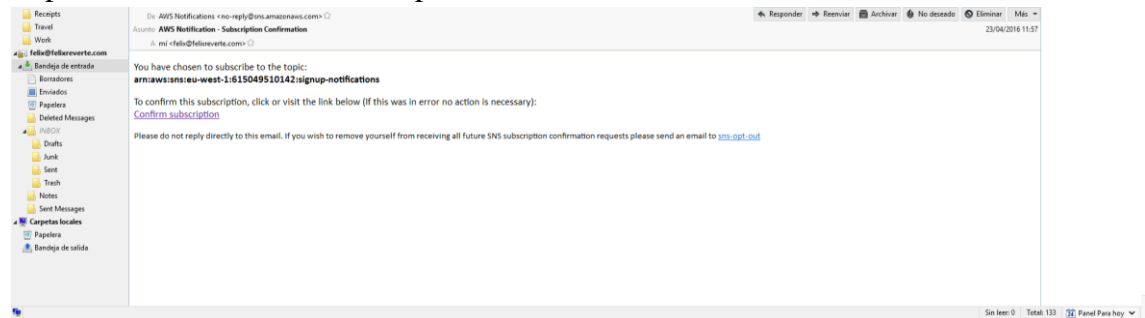 Receipts
Travel
Work
felix@felixreverte.com
Bandeja de entrada
Borradores
Enviados
Papelera
Deleted Messages
INBOX
Drafts
Junk
Sent
Trash
Notes
Sent Messages
Carpetas locales
Papelera
Bandeja de salida
De AWS Notifications <no-reply@sns.amazonaws.com>
Responder Reenviar Archivar No deseado Eliminar Más
Asunto AWS Notification - Subscription Confirmation
23/04/2016 11:57
A mí <felix@felixreverte.com>
You have chosen to subscribe to the topic:
arn:aws:sns:eu-west-1:615049510142:signup-notifications
To confirm this subscription, click or visit the link below (If this was in error no action is necessary):
Confirm subscription
Please do not reply directly to this email. If you wish to remove yourself from receiving all future SNS subscription confirmation requests please send an email to sns-opt-out
Sin leer: 0 Total: 133 Panel Para hoy